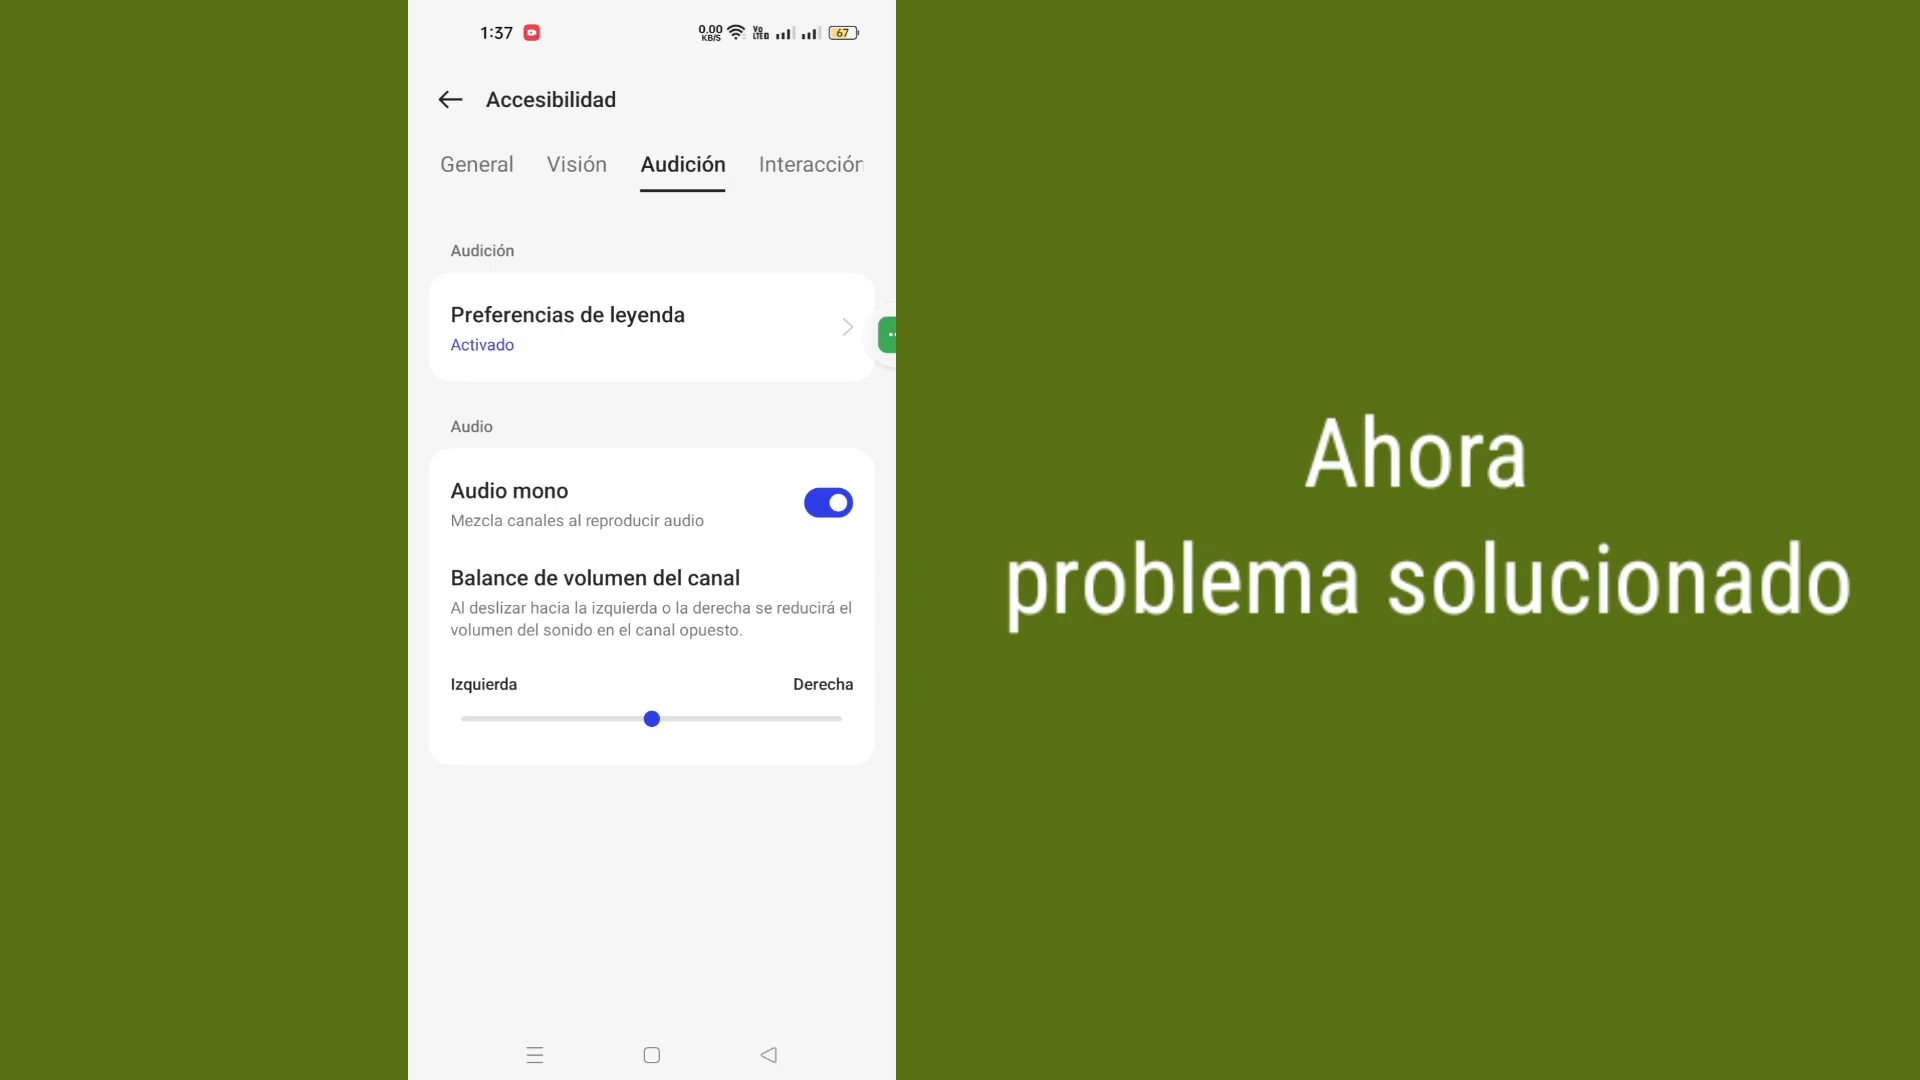 1:37
0.00
KB/S
Vo
LTE
67
Accesibilidad
General Visión Audición Interacción
Audición
Preferencias de leyenda
Activado
Audio
Audio mono
Mezcla canales al reproducir audio
Balance de volumen del canal
Al deslizar hacia la izquierda o la derecha se reducirá el
volumen del sonido en el canal opuesto.
Izquierda Derecha
Ahora
problema solucionado